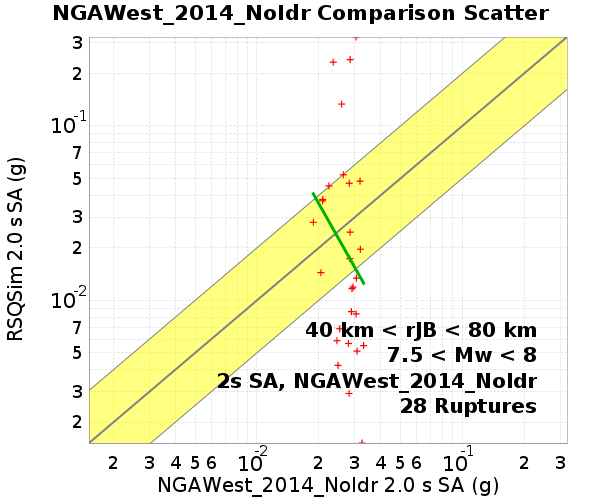 NGAWest_2014_NoIdr Comparison Scatter
3
2
10-1
7
5
3
2
10-2
7
5
3
2
RSQSim 2.0 s SA (g)
40 km < rJB < 80 km
7.5 < Mw < 8
2s SA, NGAWest_2014_NoIdr
28 Ruptures
2 3 4 5 6 10-2 2 3 4 5 6 10-1 2 3
NGAWest_2014_NoIdr 2.0 s SA (g)